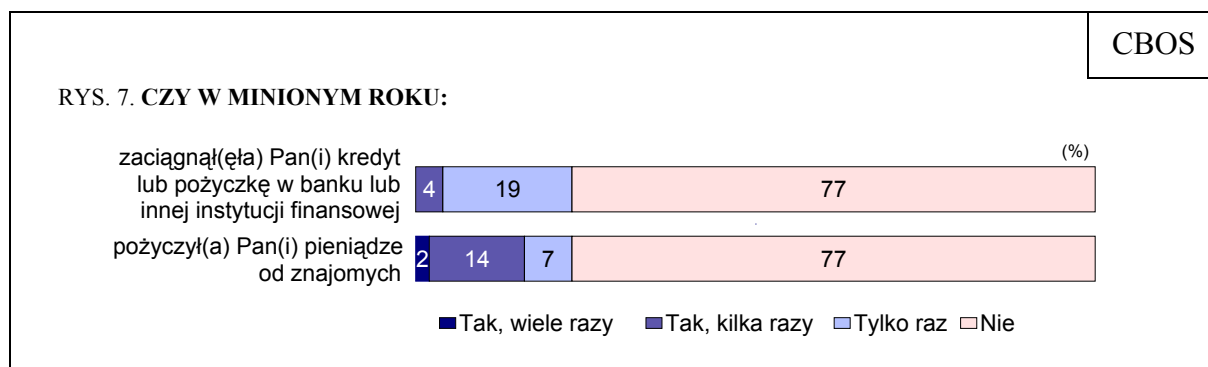 CBOS
RYS. 7. CZY W MINIONYM ROKU:
(%)
zaciągnął(ęła) Pan(i) kredyt
lub pożyczkę w banku lub
innej instytucji finansowej
4 19 77
pożyczył(a) Pan(i) pieniądze
od znajomych
2 14 7 77
Tak, wiele razy Tak, kilka razy Tylko raz Nie